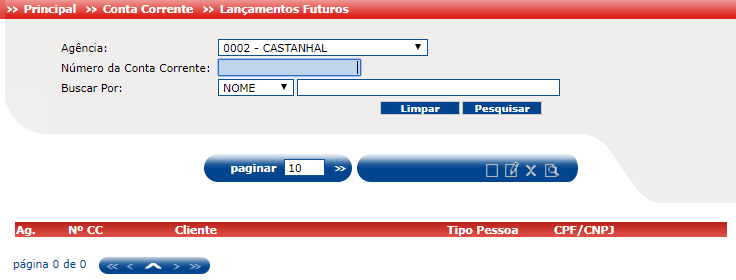 >> Principal >> Conta Corrente >> Lançamentos Futuros
Agência: 0002 - CASTANHAL
Número da Conta Corrente:
Buscar Por: NOME
Limpar Pesquisar
paginar 10 >>
Ag. Nº CC Cliente Tipo Pessoa CPF/CNPJ
página 0 de 0 << < > >>